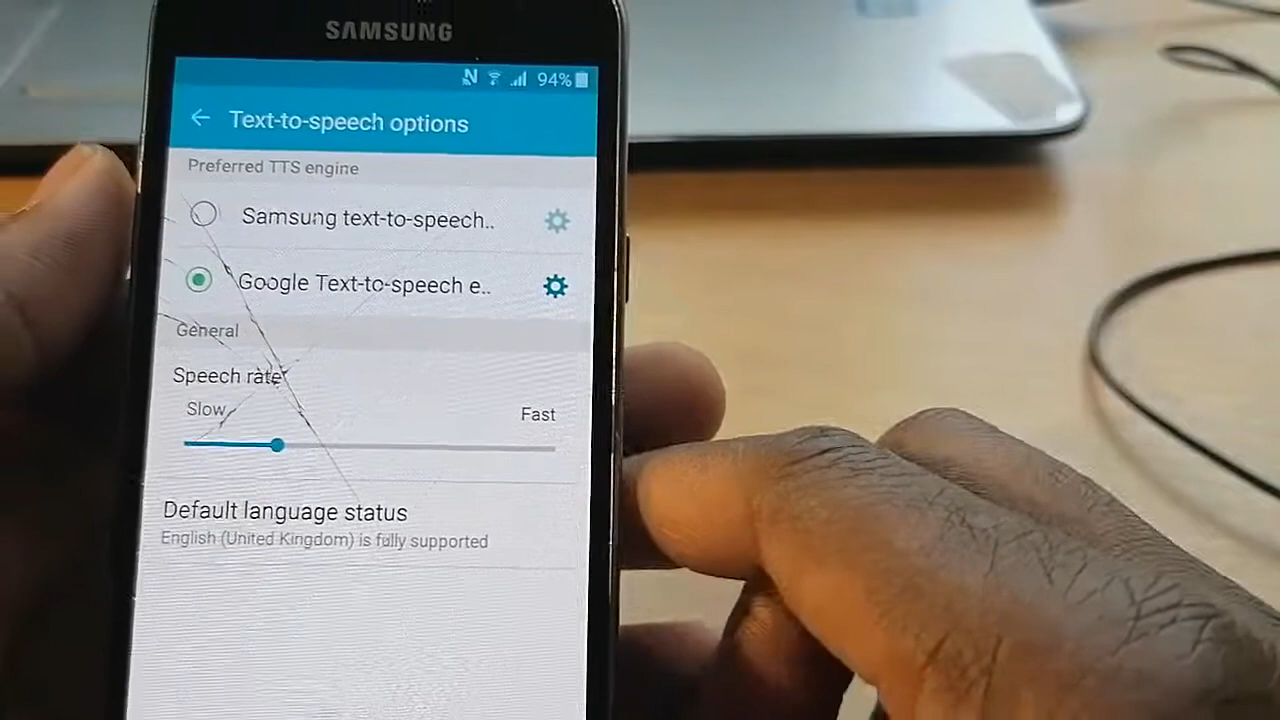 SAMSUNG
94%
Text-to-speech options
Preferred TTS engine
Samsung text-to-speech..
Google Text-to-speech e..
General
Speech rate
Slow
Fast
Default language status
English (United Kingdom) is fully supported